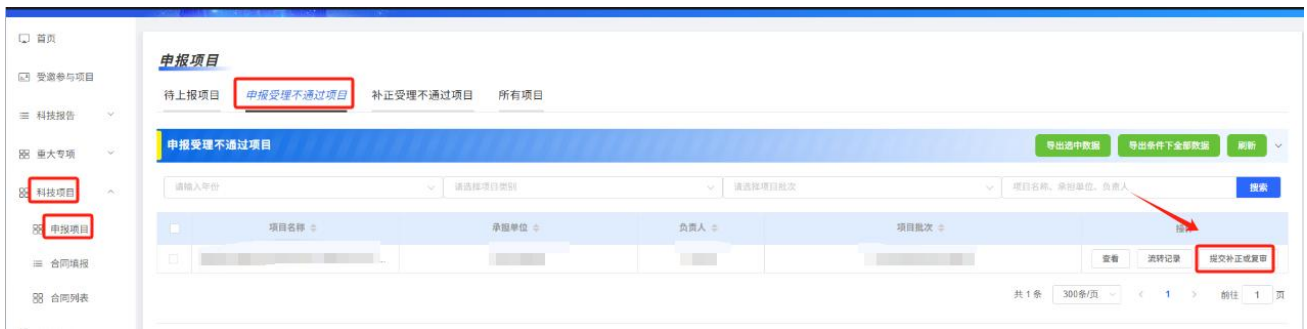 首页
受邀参与项目
科技报告
重大专项
科技项目
申报项目
合同填报
合同列表
申报项目
待上报项目 申报受理不通过项目 补正受理不通过项目 所有项目
申报受理不通过项目 导出选中数据 导出条件下全部数据 刷新
请输入年份 请选择项目类别 请选择项目批次 项目名称、承担单位、负责人 搜索
项目名称 承担单位 负责人 项目批次
... 查看 流转记录 提交补正或复审
共 1 条 300条/页 < 1 > 前往 1 页